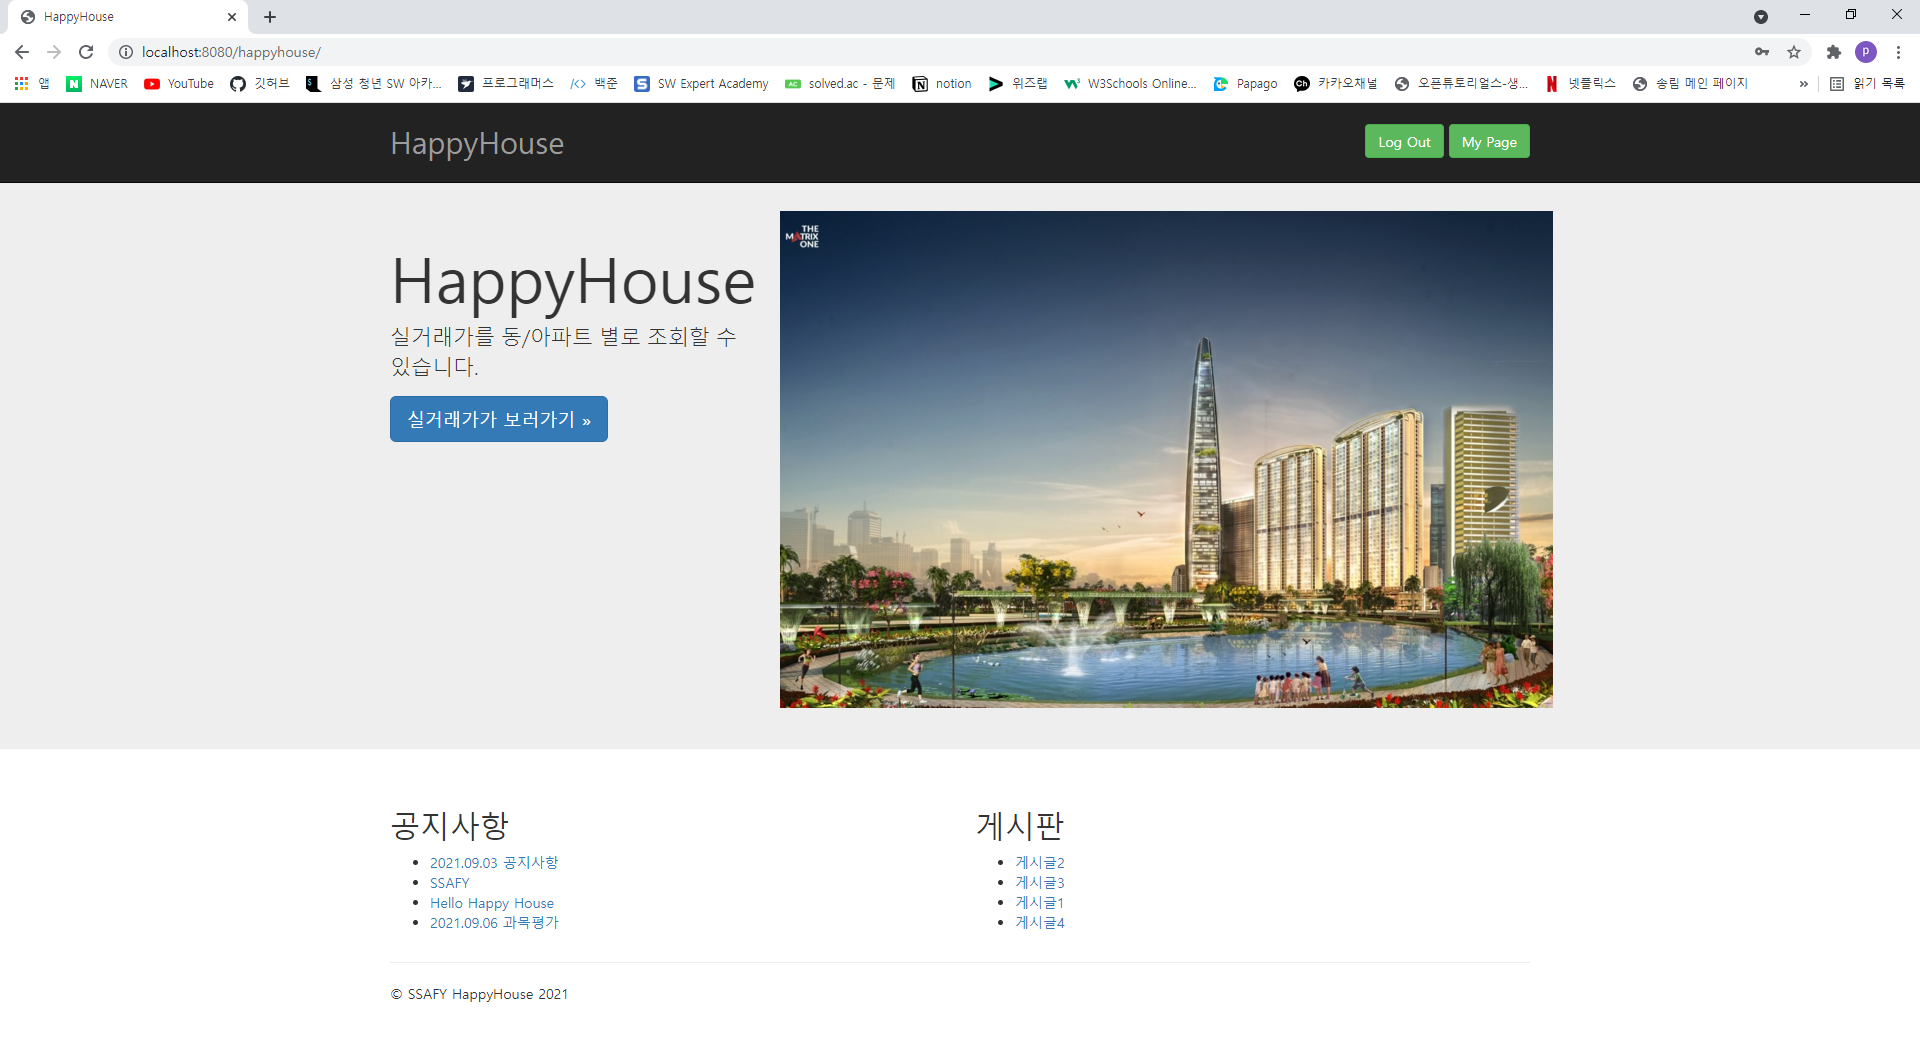 HappyHouse
localhost:8080/happyhouse/
앱 NAVER YouTube 깃허브 삼성 청년 SW 아카... 프로그래머스 백준 SW Expert Academy solved.ac - 문제 notion 위즈랩 W3Schools Online... Papago 카카오채널 오픈튜토리얼스-생... 넷플릭스 송림 메인 페이지 » 읽기 목록
HappyHouse Log Out My Page
THE
MATRIX
ONE
HappyHouse
실거래가를 동/아파트 별로 조회할 수
있습니다.
실거래가가 보러가기 »
공지사항
2021.09.03 공지사항
SSAFY
Hello Happy House
2021.09.06 과목평가
게시판
게시글2
게시글3
게시글1
게시글4
© SSAFY HappyHouse 2021